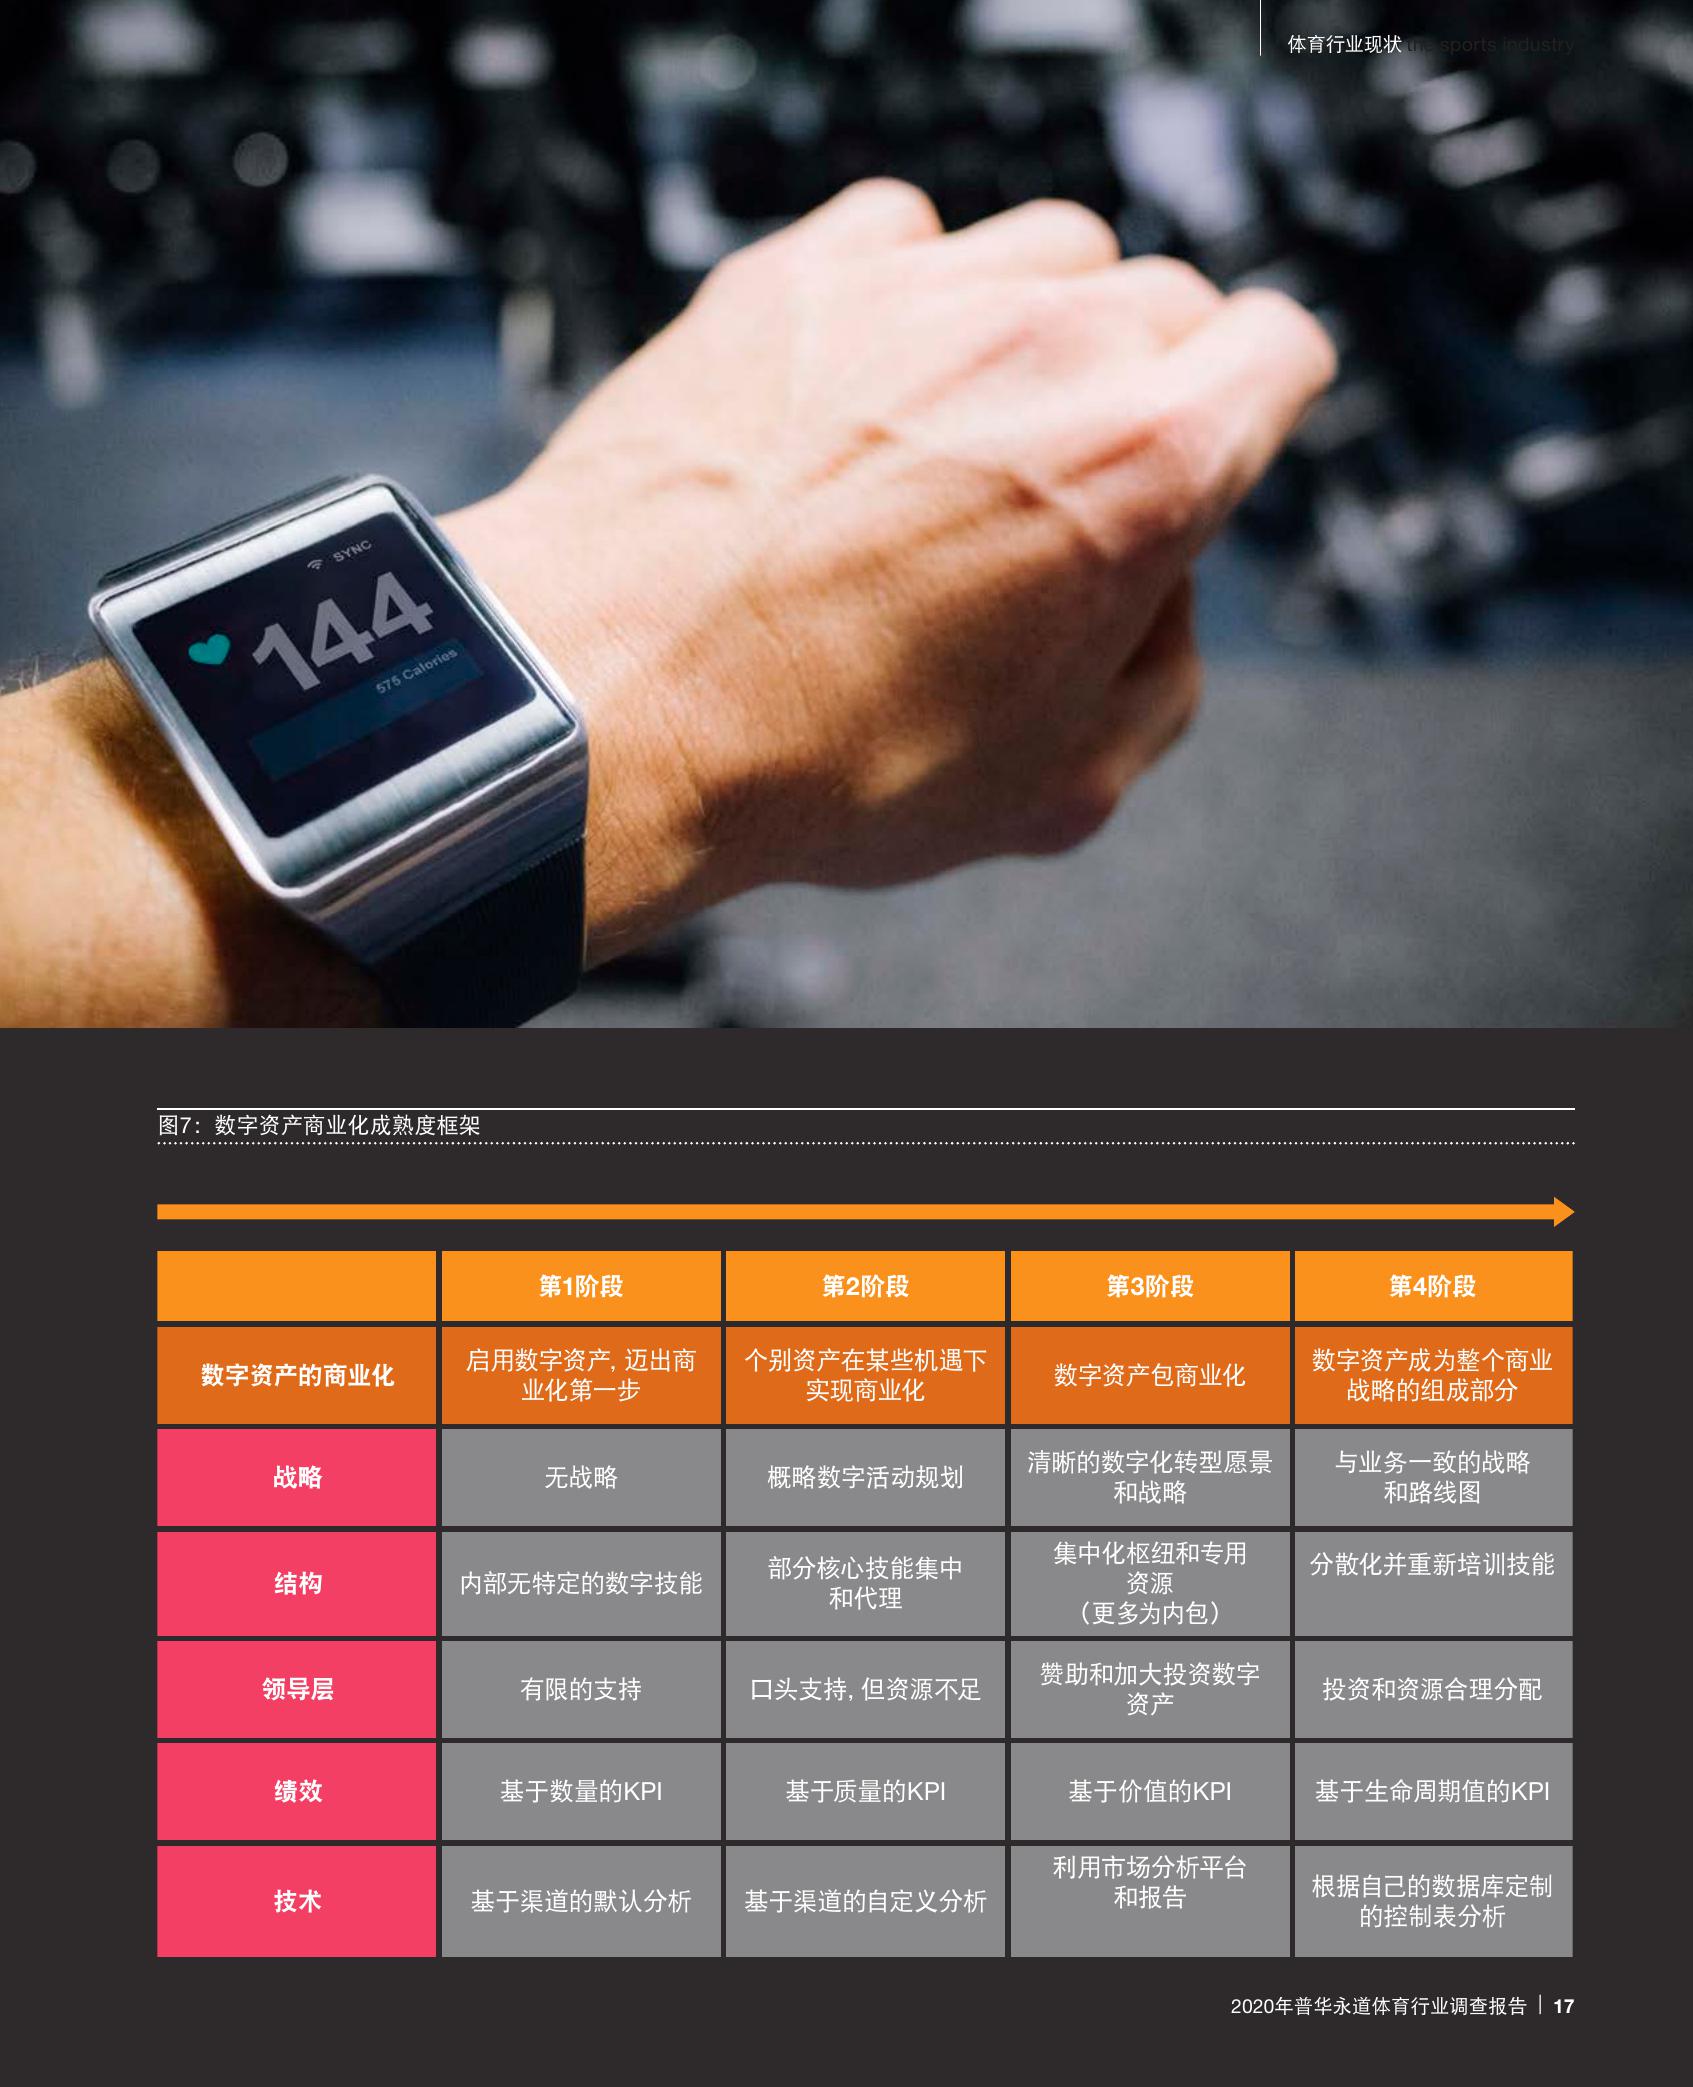 体育行业现状 the sports industry
SYNC
144
575 Calories
图7：数字资产商业化成熟度框架
第1阶段
第2阶段
第3阶段
第4阶段
数字资产的商业化
启用数字资产, 迈出商
业化第一步
个别资产在某些机遇下
实现商业化
数字资产包商业化
数字资产成为整个商业
战略的组成部分
战略
无战略
概略数字活动规划
清晰的数字化转型愿景
和战略
与业务一致的战略
和路线图
结构
内部无特定的数字技能
部分核心技能集中
和代理
集中化枢纽和专用
资源
（更多为内包）
分散化并重新培训技能
领导层
有限的支持
口头支持, 但资源不足
赞助和加大投资数字
资产
投资和资源合理分配
绩效
基于数量的KPI
基于质量的KPI
基于价值的KPI
基于生命周期值的KPI
技术
基于渠道的默认分析
基于渠道的自定义分析
利用市场分析平台
和报告
根据自己的数据库定制
的控制表分析
2020年普华永道体育行业调查报告 | 17